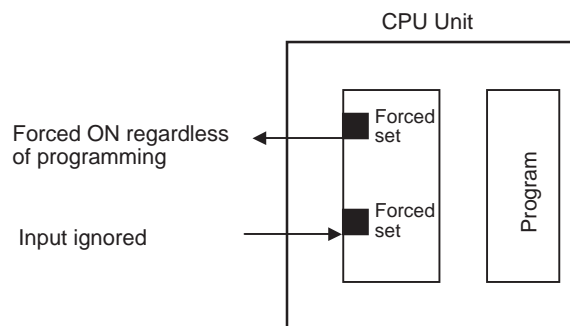 CPU Unit
Forced ON regardless
of programming
Forced
set
Input ignored
Forced
set
Program